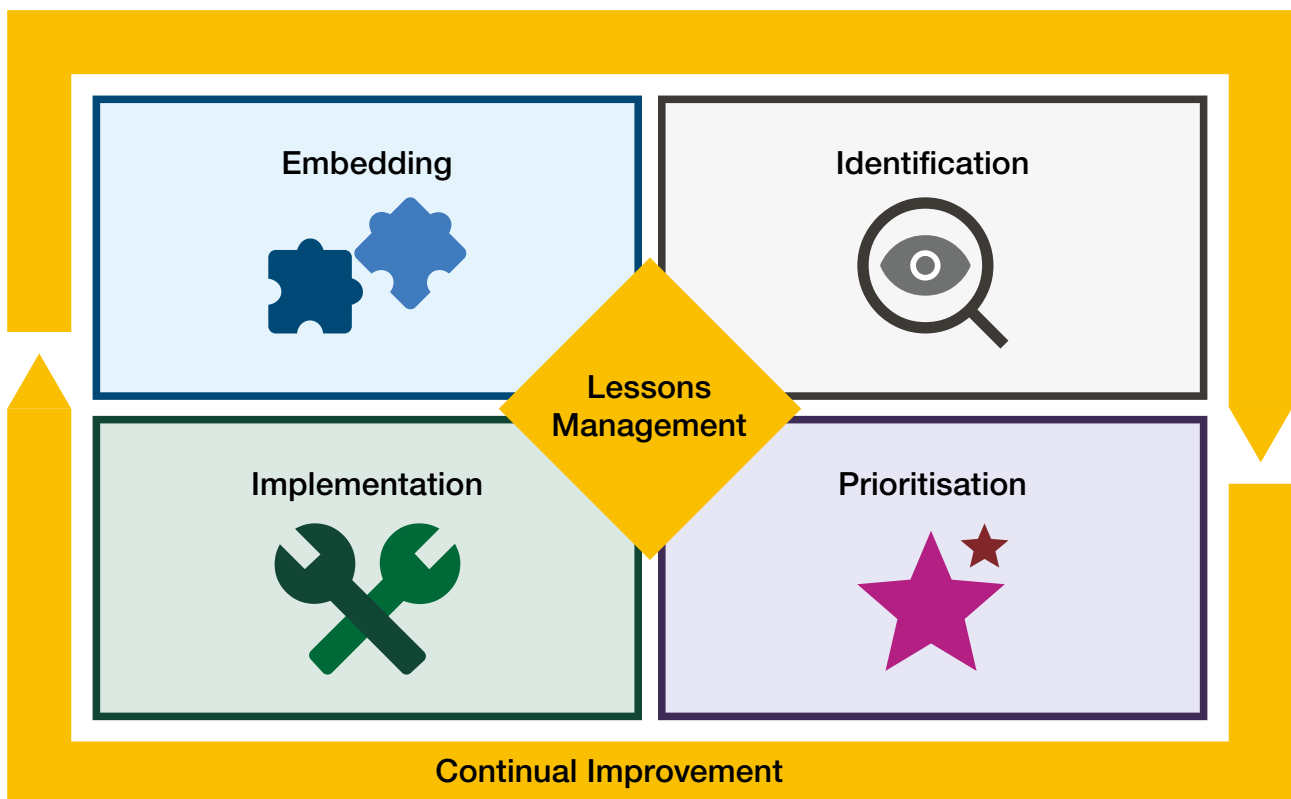 Embedding
Identification
Lessons
Management
Implementation
Prioritisation
Continual Improvement